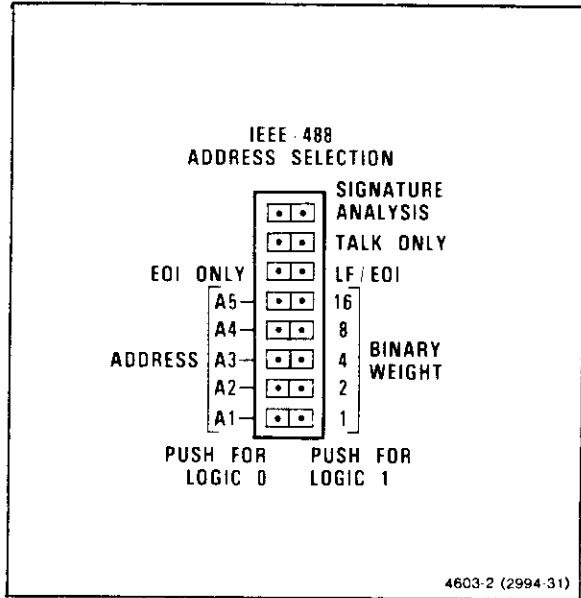 IEEE-488
ADDRESS SELECTION
SIGNATURE
ANALYSIS
TALK ONLY
EOI ONLY LF/EOI
A5 16
A4 8
ADDRESS A3 4 BINARY
WEIGHT
A2 2
A1 1
PUSH FOR PUSH FOR
LOGIC 0 LOGIC 1
4603-2 (2994-31)